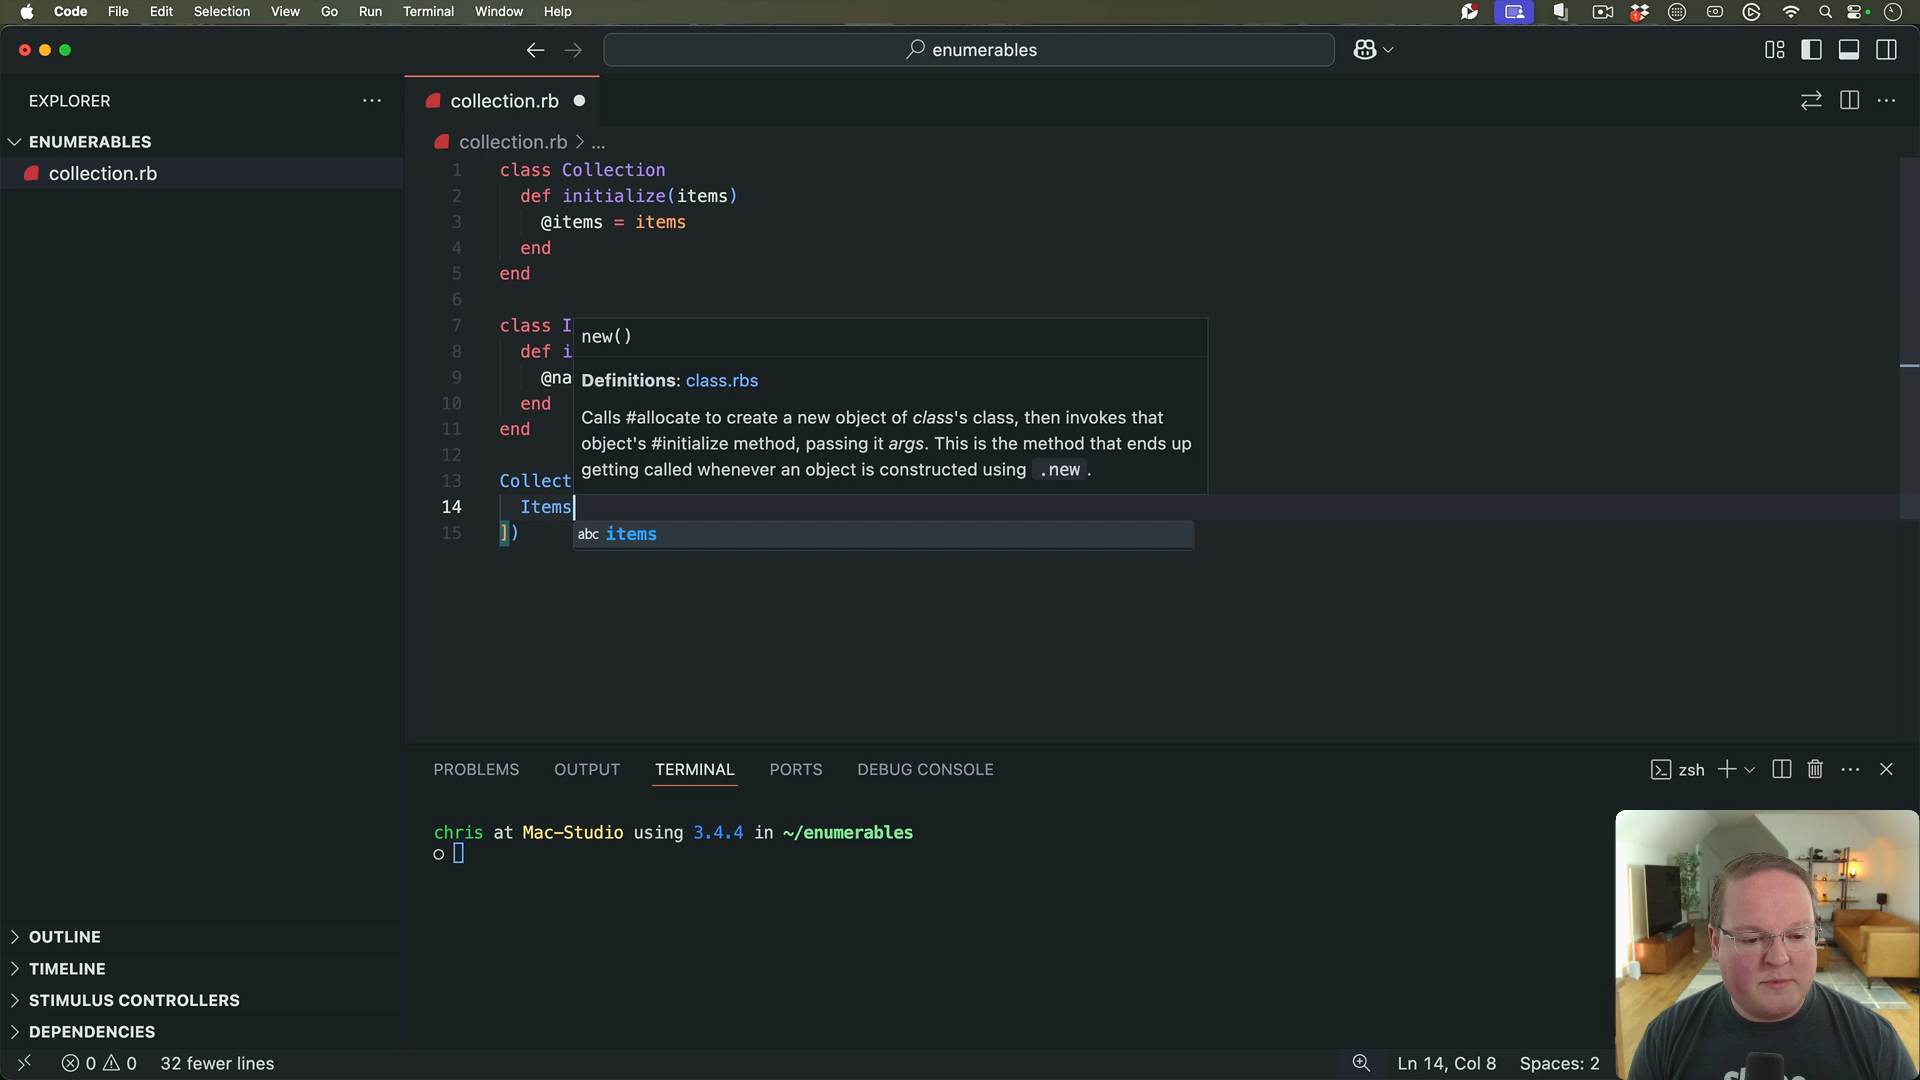 Code File Edit Selection View Go Run Terminal Window Help
enumerables
EXPLORER
ENUMERABLES
collection.rb
collection.rb
collection.rb > ...
1 class Collection
2 def initialize(items)
3 @items = items
4 end
5 end
6
7 class I
8 def i
9 @na
10 end
11 end
12
13 Collect
14 Items
15 ])
new()
Definitions: class.rbs
Calls #allocate to create a new object of class's class, then invokes that
object's #initialize method, passing it args. This is the method that ends up
getting called whenever an object is constructed using .new.
abc items
PROBLEMS OUTPUT TERMINAL PORTS DEBUG CONSOLE
zsh
chris at Mac-Studio using 3.4.4 in ~/enumerables
OUTLINE
TIMELINE
STIMULUS CONTROLLERS
DEPENDENCIES
0 0 32 fewer lines
Ln 14, Col 8 Spaces: 2